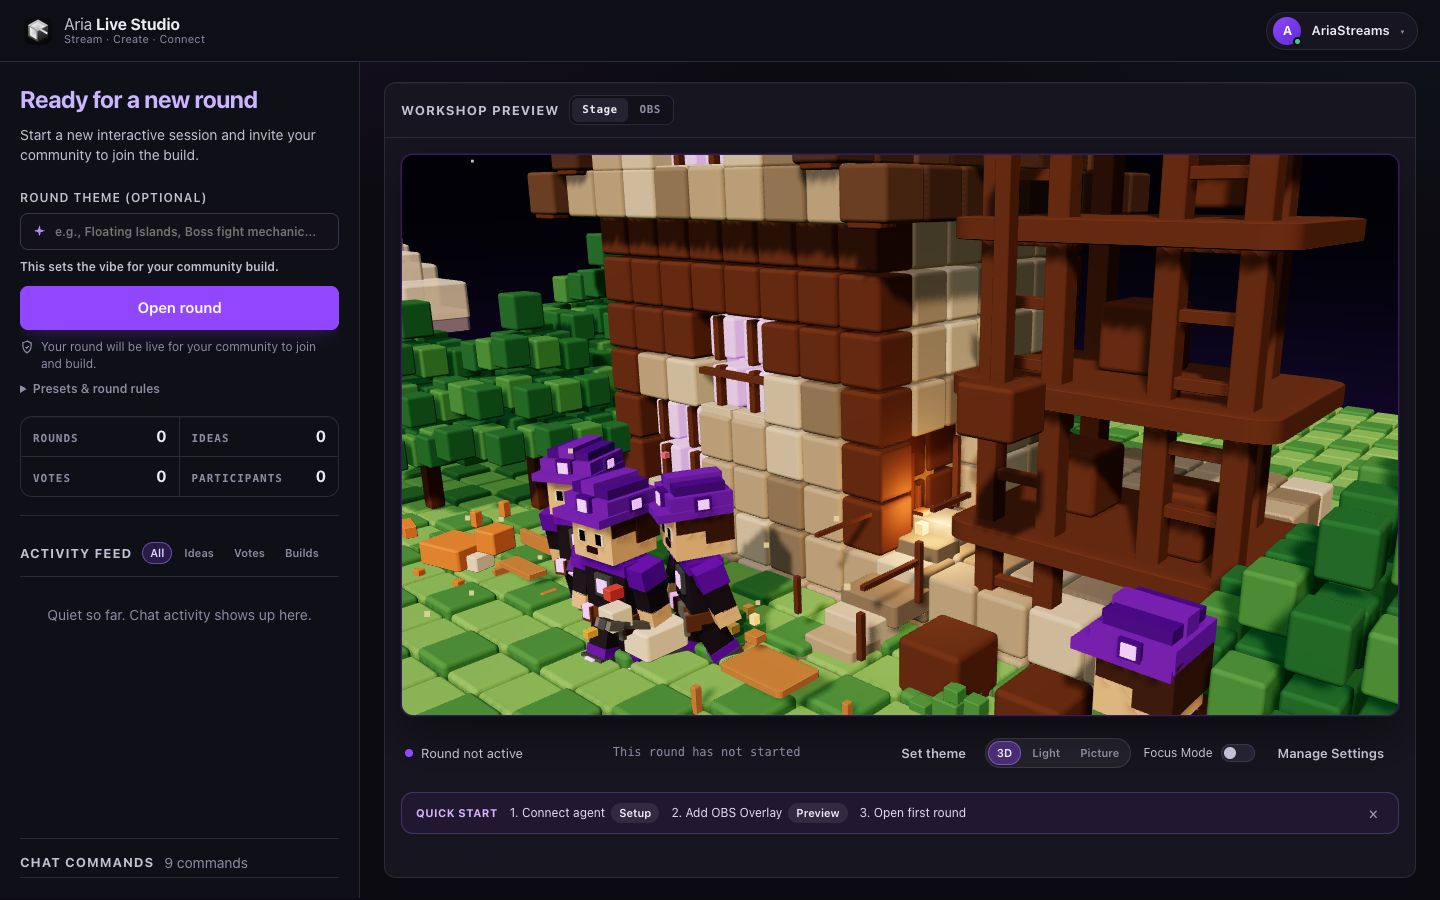 Aria Live Studio
Stream · Create · Connect
A
AriaStreams
Ready for a new round
Start a new interactive session and invite your
community to join the build.
ROUND THEME (OPTIONAL)
e.g., Floating Islands, Boss fight mechanic...
This sets the vibe for your community build.
Open round
Your round will be live for your community to join
and build.
Presets & round rules
ROUNDS 0
IDEAS 0
VOTES 0
PARTICIPANTS 0
ACTIVITY FEED
All
Ideas
Votes
Builds
Quiet so far. Chat activity shows up here.
CHAT COMMANDS 9 commands
WORKSHOP PREVIEW
Stage
OBS
Round not active
This round has not started
Set theme
3D
Light
Picture
Focus Mode
Manage Settings
QUICK START
1. Connect agent
Setup
2. Add OBS Overlay
Preview
3. Open first round